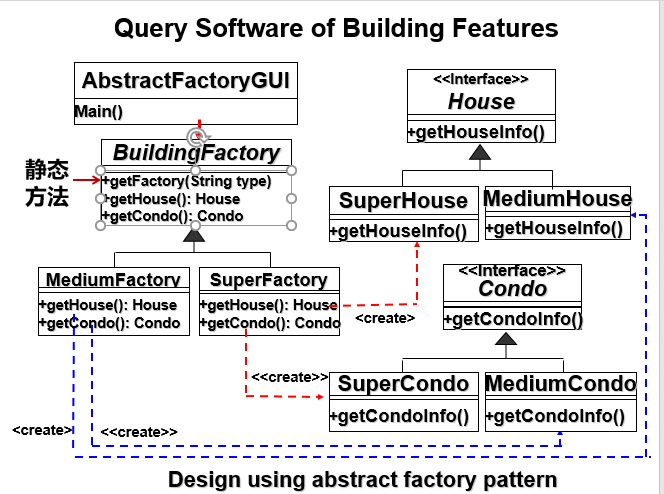 Query Software of Building Features
AbstractFactoryGUI
Main()
<<Interface>>
House
+getHouseInfo()
BuildingFactory
静态
方法
+getFactory(String type)
+getHouse(): House
+getCondo(): Condo
SuperHouse
+getHouseInfo()
MediumHouse
+getHouseInfo()
MediumFactory
+getHouse(): House
+getCondo(): Condo
SuperFactory
+getHouse(): House
+getCondo(): Condo
<<Interface>>
Condo
+getCondoInfo()
<create>
<<create>>
SuperCondo
+getCondoInfo()
MediumCondo
+getCondoInfo()
<create>
<<create>>
Design using abstract factory pattern